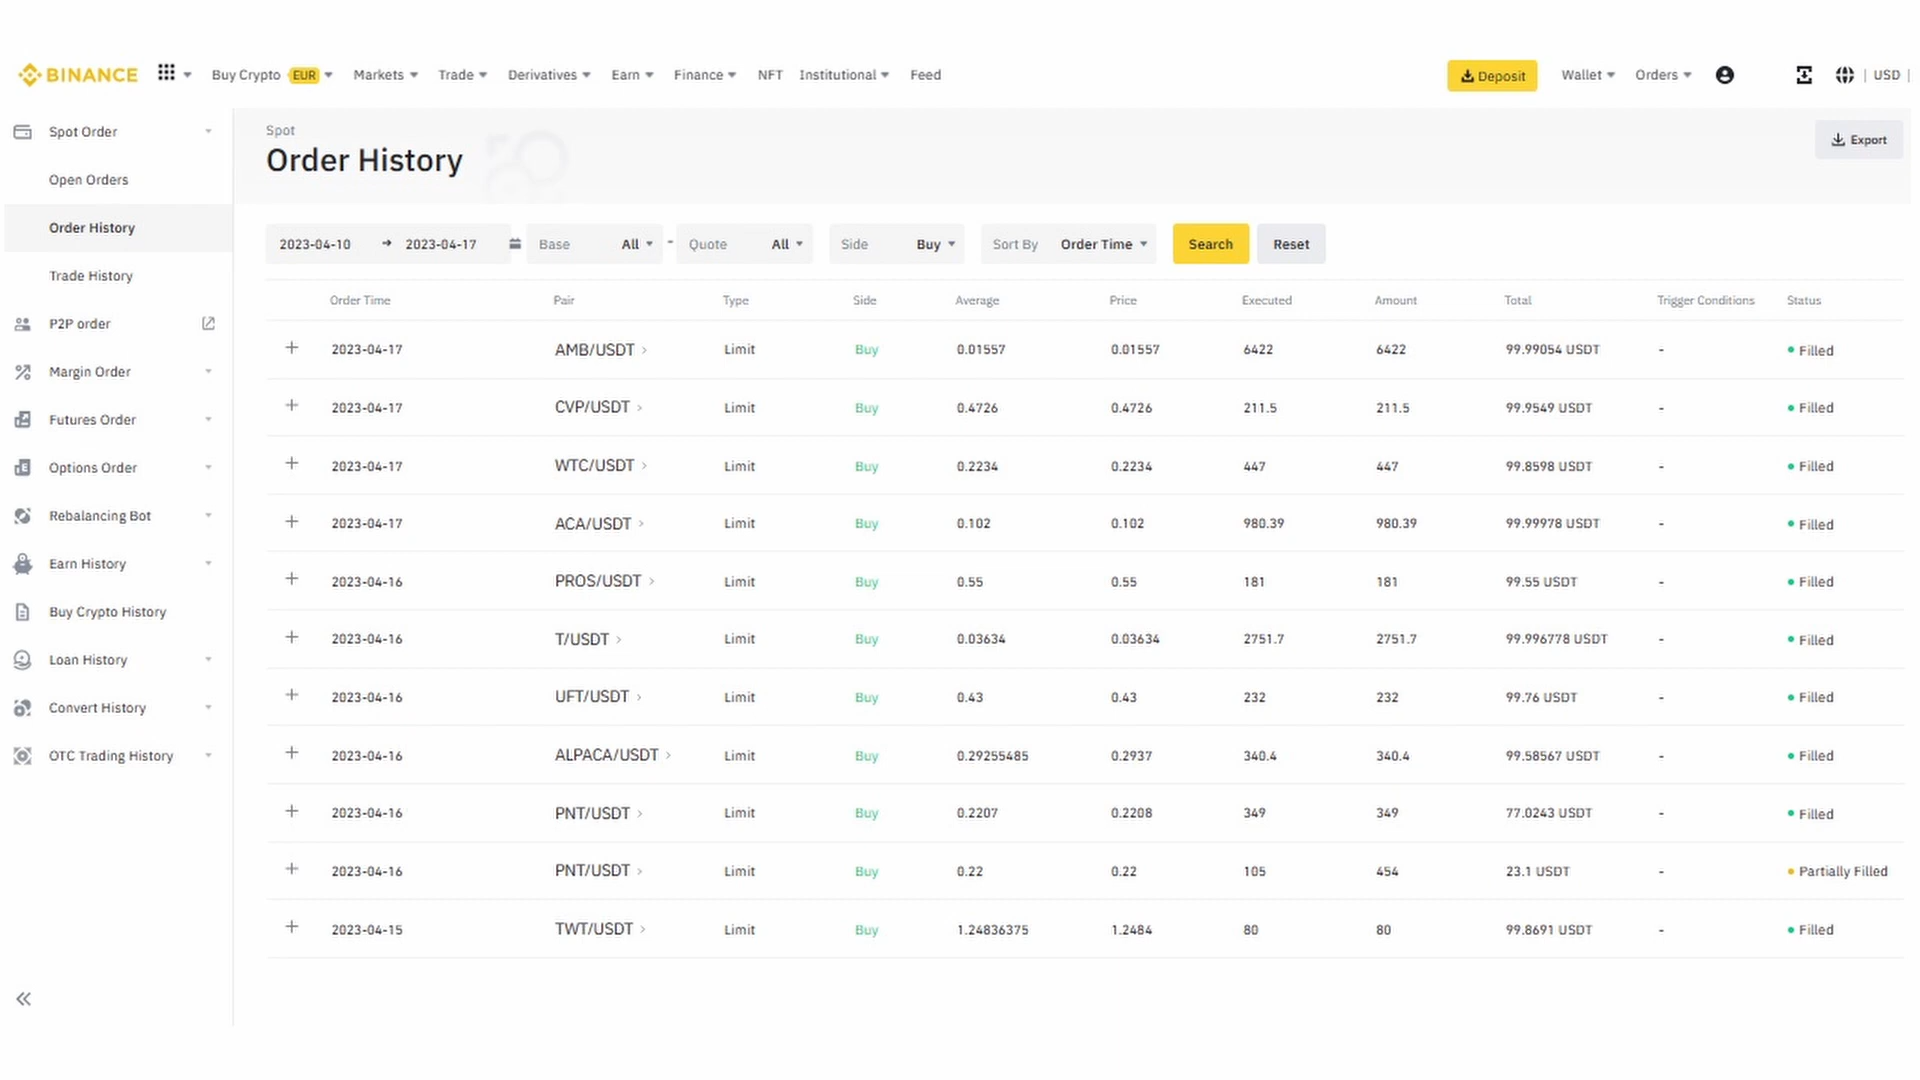 BINANCE Buy Crypto EUR Markets Trade Derivatives Earn Finance NFT Institutional Feed Deposit Wallet Orders | USD |
Spot Order
Open Orders
Order History
Trade History
P2P order
Margin Order
Futures Order
Options Order
Rebalancing Bot
Earn History
Buy Crypto History
Loan History
Convert History
OTC Trading History
Spot
Order History
Export
2023-04-10 → 2023-04-17 Base All - Quote All Side Buy Sort By Order Time Search Reset
Order Time Pair Type Side Average Price Executed Amount Total Trigger Conditions Status
+ 2023-04-17 AMB/USDT > Limit Buy 0.01557 0.01557 6422 6422 99.99054 USDT - Filled
+ 2023-04-17 CVP/USDT > Limit Buy 0.4726 0.4726 211.5 211.5 99.9549 USDT - Filled
+ 2023-04-17 WTC/USDT > Limit Buy 0.2234 0.2234 447 447 99.8598 USDT - Filled
+ 2023-04-17 ACA/USDT > Limit Buy 0.102 0.102 980.39 980.39 99.99978 USDT - Filled
+ 2023-04-16 PROS/USDT > Limit Buy 0.55 0.55 181 181 99.55 USDT - Filled
+ 2023-04-16 T/USDT > Limit Buy 0.03634 0.03634 2751.7 2751.7 99.996778 USDT - Filled
+ 2023-04-16 UFT/USDT > Limit Buy 0.43 0.43 232 232 99.76 USDT - Filled
+ 2023-04-16 ALPACA/USDT > Limit Buy 0.29255485 0.2937 340.4 340.4 99.58567 USDT - Filled
+ 2023-04-16 PNT/USDT > Limit Buy 0.2207 0.2208 349 349 77.0243 USDT - Filled
+ 2023-04-16 PNT/USDT > Limit Buy 0.22 0.22 105 454 23.1 USDT - Partially Filled
+ 2023-04-15 TWT/USDT > Limit Buy 1.24836375 1.2484 80 80 99.8691 USDT - Filled